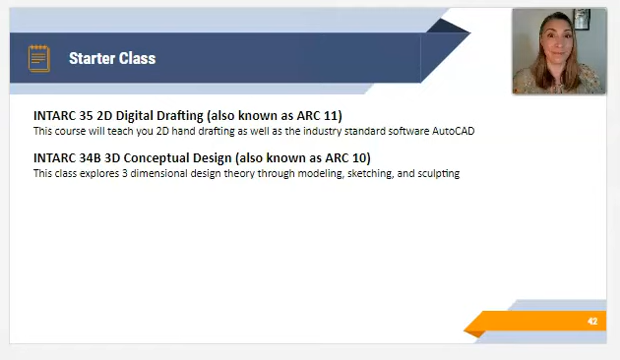 Starter Class
INTARC 35 2D Digital Drafting (also known as ARC 11)
This course will teach you 2D hand drafting as well as the industry standard software AutoCAD
INTARC 34B 3D Conceptual Design (also known as ARC 10)
This class explores 3 dimensional design theory through modeling, sketching, and sculpting
42